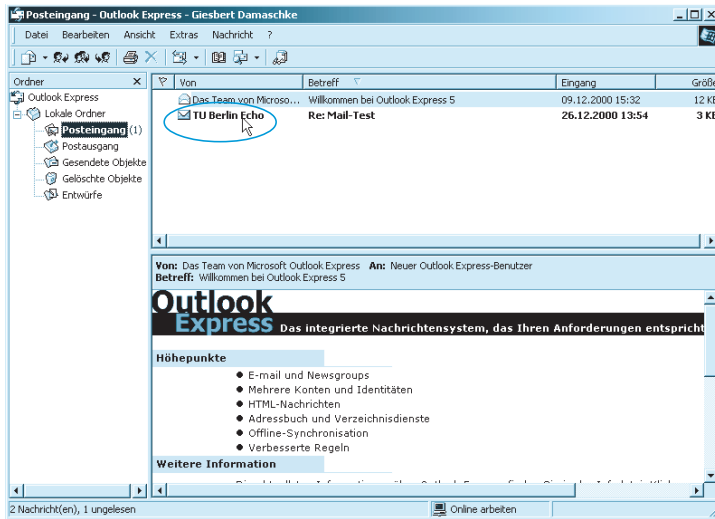 Posteingang - Outlook Express - Giesbert Damaschke
Datei Bearbeiten Ansicht Extras Nachricht ?
Ordner
Outlook Express
Lokale Ordner
Posteingang (1)
Postausgang
Gesendete Objekte
Gelöschte Objekte
Entwürfe
Von Betreff Eingang Größe
Das Team von Microso... Willkommen bei Outlook Express 5 09.12.2000 15:32 12 KB
TU Berlin Echo Re: Mail-Test 26.12.2000 13:54 3 KB
Von: Das Team von Microsoft Outlook Express An: Neuer Outlook Express-Benutzer
Betreff: Willkommen bei Outlook Express 5
Outlook
Express Das integrierte Nachrichtensystem, das Ihren Anforderungen entspricht
Höhepunkte
E-mail und Newsgroups
Mehrere Konten und Identitäten
HTML-Nachrichten
Adressbuch und Verzeichnisdienste
Offline-Synchronisation
Verbesserte Regeln
Weitere Information
2 Nachricht(en), 1 ungelesen Online arbeiten